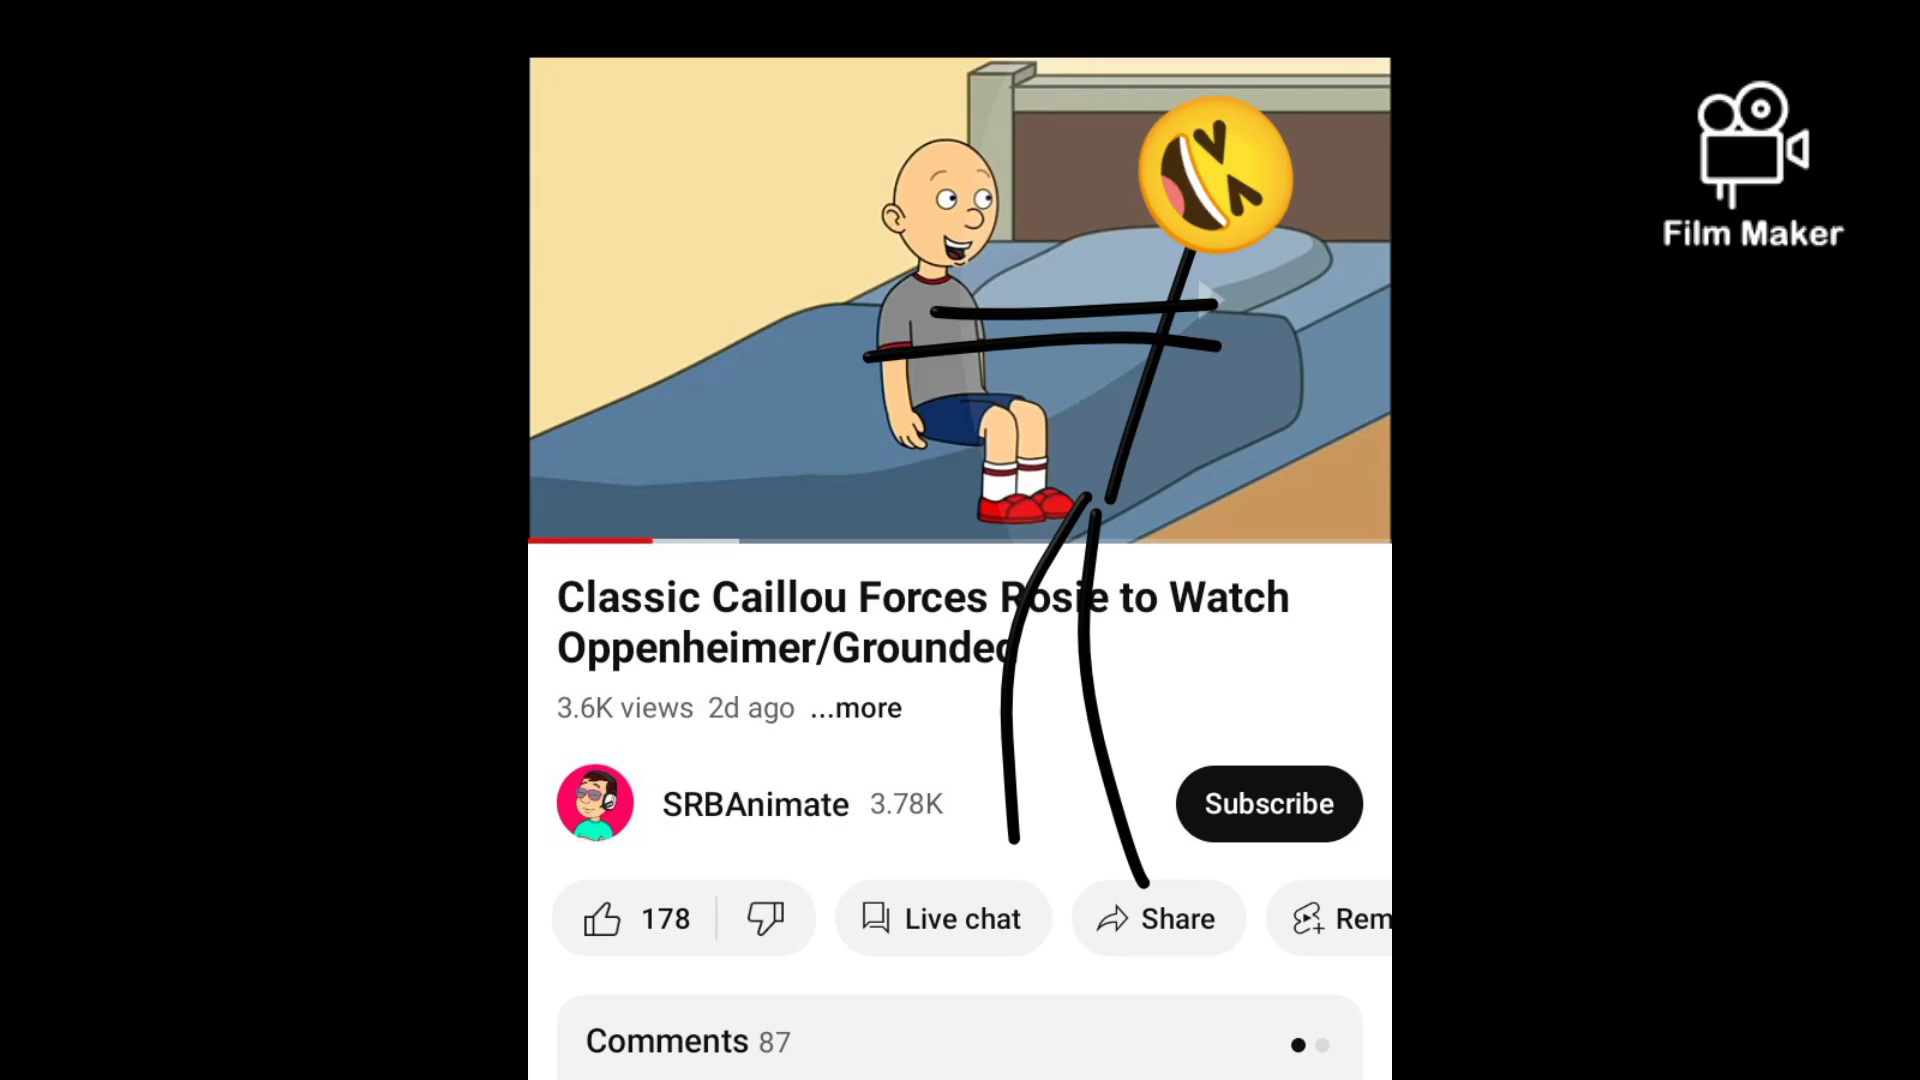 Film Maker
Classic Caillou Forces Rosie to Watch
Oppenheimer/Grounded
3.6K views 2d ago ...more
SRBAnimate 3.78K
Subscribe
178
Live chat
Share
Rem
Comments 87